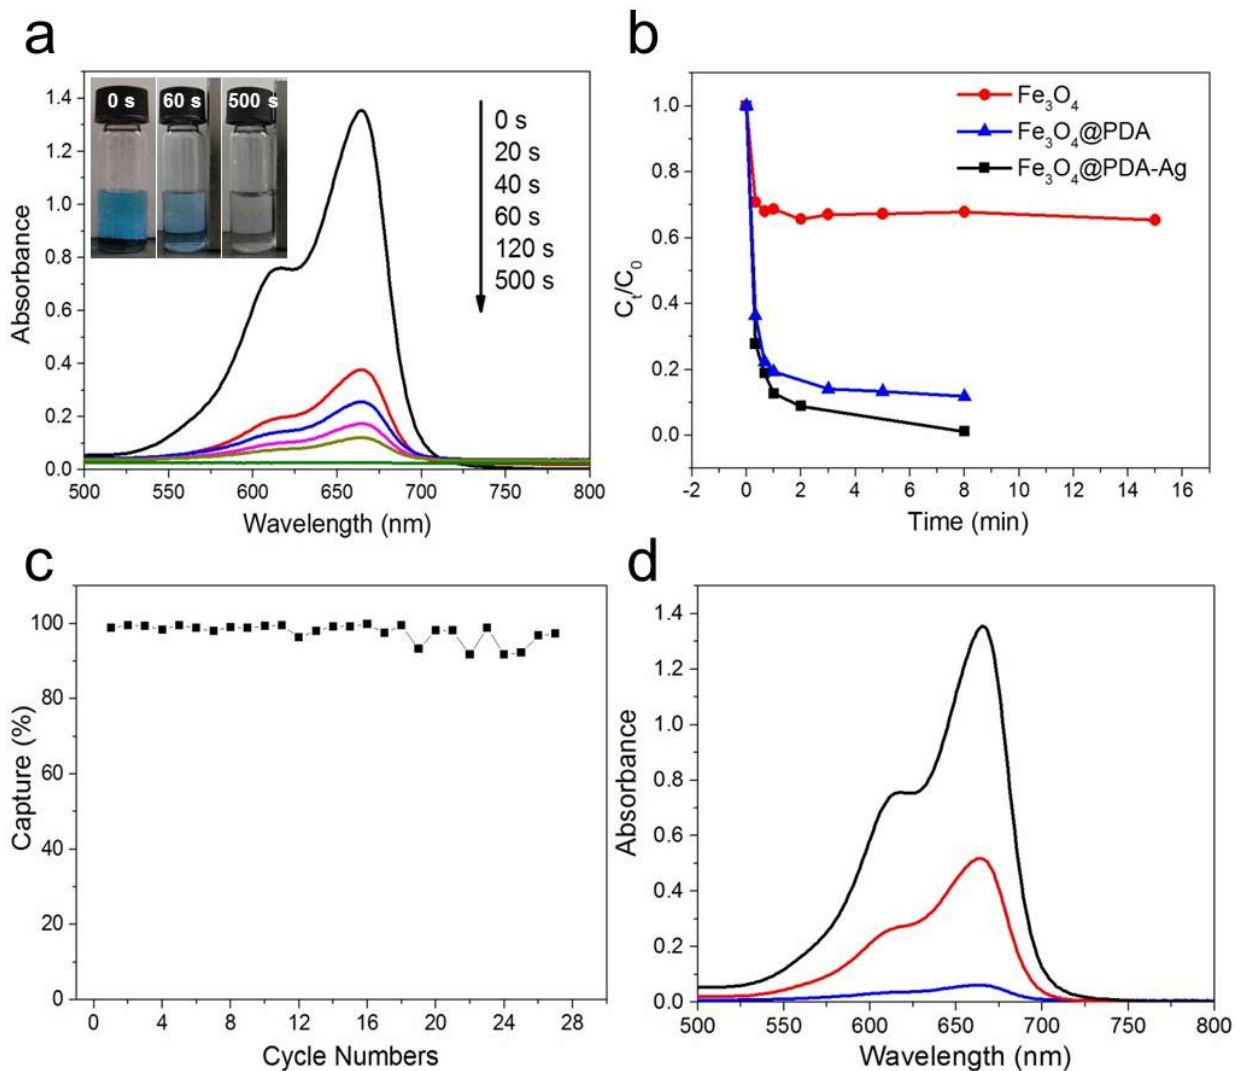 a
0 s 60 s 500 s
0 s
20 s
40 s
60 s
120 s
500 s
1.4
1.2
1.0
0.8
0.6
0.4
0.2
0.0
Absorbance
500 550 600 650 700 750 800
Wavelength (nm)
b
Fe₃O₄
Fe₃O₄@PDA
Fe₃O₄@PDA-Ag
1.0
0.8
0.6
0.4
0.2
0.0
Cₜ/C₀
-2 0 2 4 6 8 10 12 14 16
Time (min)
c
100
80
60
40
20
0
Capture (%)
0 4 8 12 16 20 24 28
Cycle Numbers
d
1.4
1.2
1.0
0.8
0.6
0.4
0.2
0.0
Absorbance
500 550 600 650 700 750 800
Wavelength (nm)